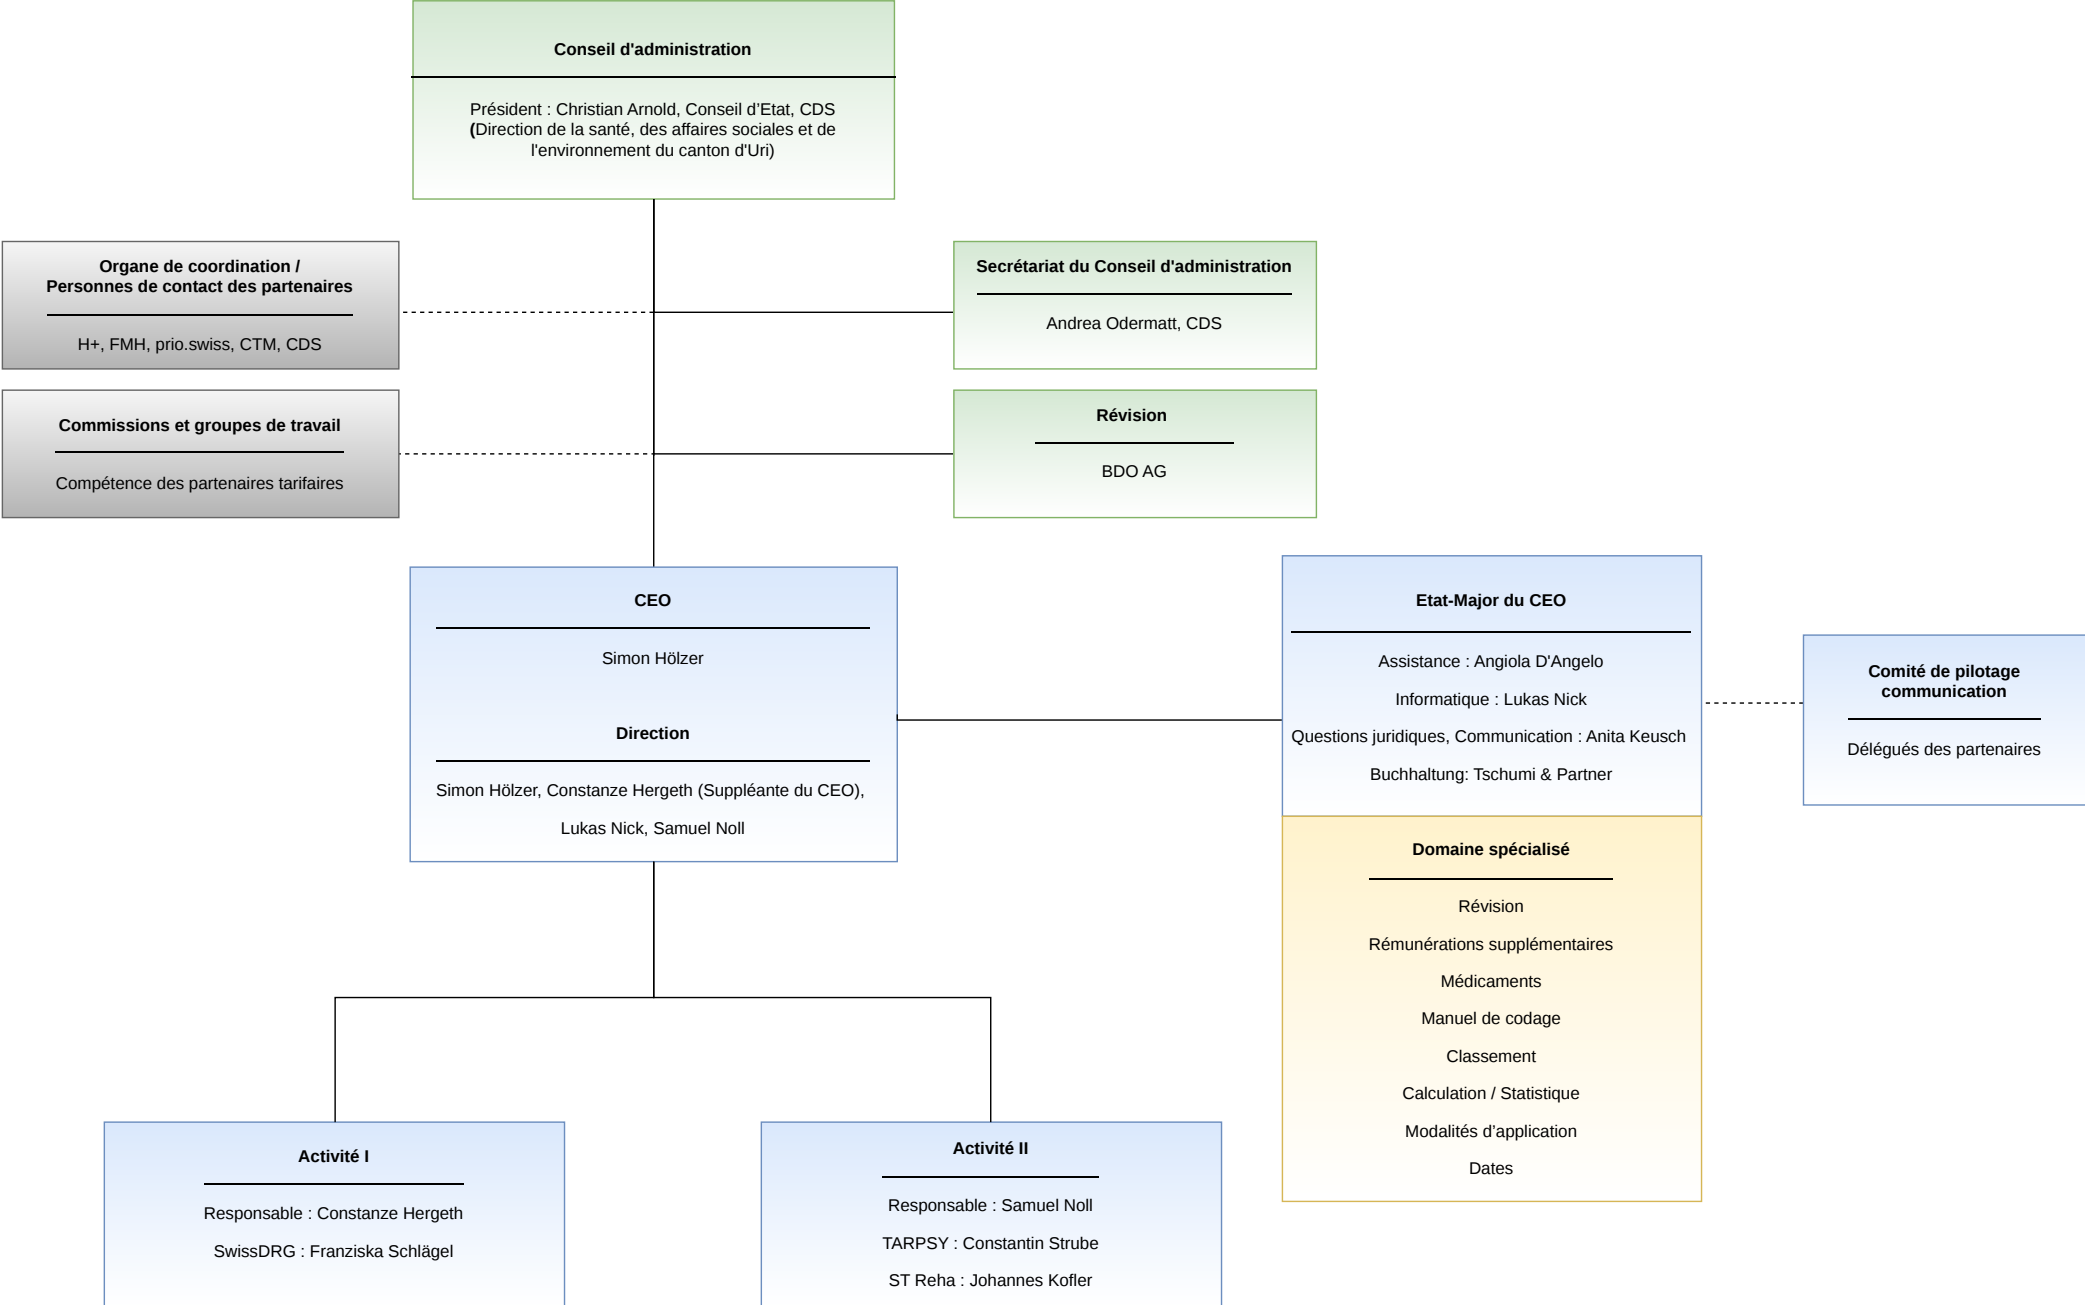 Conseil d'administration
Président : Christian Arnold, Conseil d’Etat, CDS
(Direction de la santé, des affaires sociales et de
l'environnement du canton d'Uri)
Organe de coordination /
Personnes de contact des partenaires
H+, FMH, prio.swiss, CTM, CDS
Secrétariat du Conseil d'administration
Andrea Odermatt, CDS
Commissions et groupes de travail
Compétence des partenaires tarifaires
Révision
BDO AG
CEO
Simon Hölzer
Direction
Simon Hölzer, Constanze Hergeth (Suppléante du CEO),
Lukas Nick, Samuel Noll
Etat-Major du CEO
Assistance : Angiola D'Angelo
Informatique : Lukas Nick
Questions juridiques, Communication : Anita Keusch
Buchhaltung: Tschumi & Partner
Comité de pilotage
communication
Délégués des partenaires
Domaine spécialisé
Révision
Rémunérations supplémentaires
Médicaments
Manuel de codage
Classement
Calculation / Statistique
Modalités d’application
Dates
Activité I
Responsable : Constanze Hergeth
SwissDRG : Franziska Schlägel
Activité II
Responsable : Samuel Noll
TARPSY : Constantin Strube
ST Reha : Johannes Kofler